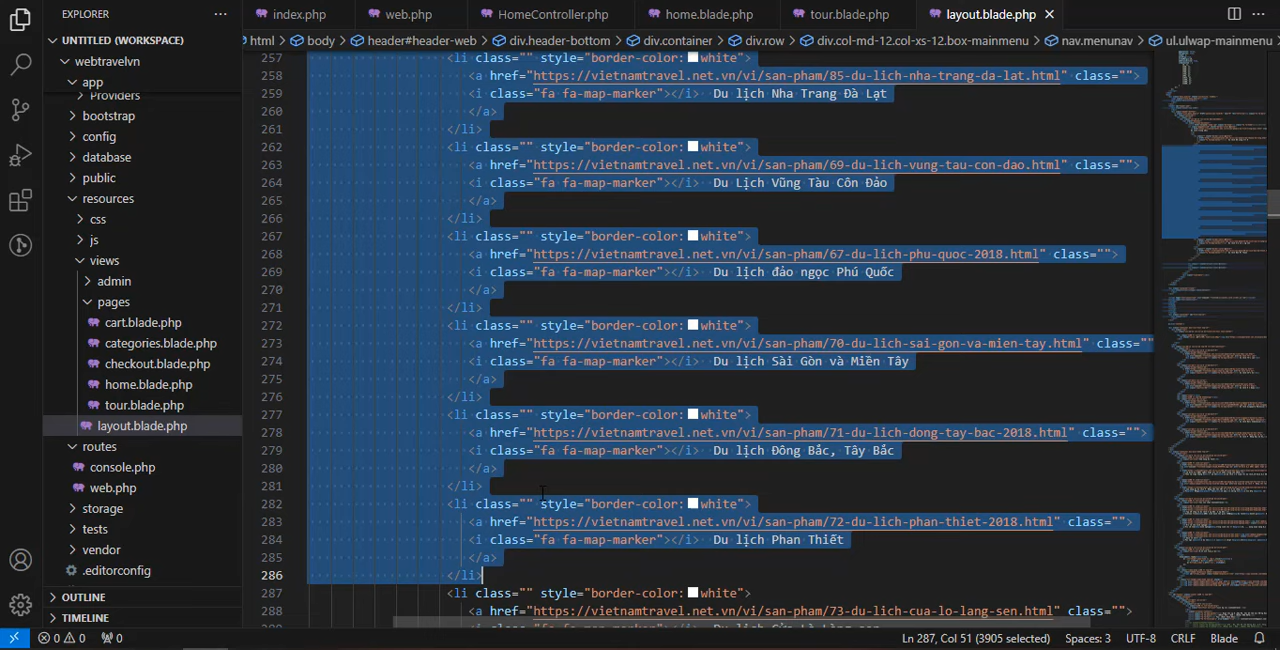 EXPLORER
···
index.php
web.php
HomeController.php
home.blade.php
tour.blade.php
layout.blade.php
···
UNTITLED (WORKSPACE)
html > body > header#header-web > div.header-bottom > div.container > div.row > div.col-md-12.col-xs-12.box-mainmenu > nav.menunav > ul.ulwap-mainmenu
webtravelvn
app
Providers
bootstrap
config
database
public
resources
css
js
views
admin
pages
cart.blade.php
categories.blade.php
checkout.blade.php
home.blade.php
tour.blade.php
layout.blade.php
routes
console.php
web.php
storage
tests
vendor
.editorconfig
OUTLINE
TIMELINE
257 <li class="" style="border-color: white">
258 <a href="https://vietnamtravel.net.vn/vi/san-pham/85-du-lich-nha-trang-da-lat.html" class="">
259 <i class="fa fa-map-marker"></i> Du lịch Nha Trang Đà Lạt
260 </a>
261 </li>
262 <li class="" style="border-color: white">
263 <a href="https://vietnamtravel.net.vn/vi/san-pham/69-du-lich-vung-tau-con-dao.html" class="">
264 <i class="fa fa-map-marker"></i> Du Lịch Vũng Tàu Côn Đảo
265 </a>
266 </li>
267 <li class="" style="border-color: white">
268 <a href="https://vietnamtravel.net.vn/vi/san-pham/67-du-lich-phu-quoc-2018.html" class="">
269 <i class="fa fa-map-marker"></i> Du lịch đảo ngọc Phú Quốc
270 </a>
271 </li>
272 <li class="" style="border-color: white">
273 <a href="https://vietnamtravel.net.vn/vi/san-pham/70-du-lich-sai-gon-va-mien-tay.html" class=""
274 <i class="fa fa-map-marker"></i> Du lịch Sài Gòn và Miền Tây
275 </a>
276 </li>
277 <li class="" style="border-color: white">
278 <a href="https://vietnamtravel.net.vn/vi/san-pham/71-du-lich-dong-tay-bac-2018.html" class="">
279 <i class="fa fa-map-marker"></i> Du lịch Đông Bắc, Tây Bắc
280 </a>
281 </li>
282 <li class="" style="border-color: white">
283 <a href="https://vietnamtravel.net.vn/vi/san-pham/72-du-lich-phan-thiet-2018.html" class="">
284 <i class="fa fa-map-marker"></i> Du lịch Phan Thiết
285 </a>
286 </li>
287 <li class="" style="border-color: white">
288 <a href="https://vietnamtravel.net.vn/vi/san-pham/73-du-lich-cua-lo-lang-sen.html" class="">
0 0 0
Ln 287, Col 51 (3905 selected)
Spaces: 3
UTF-8
CRLF
Blade